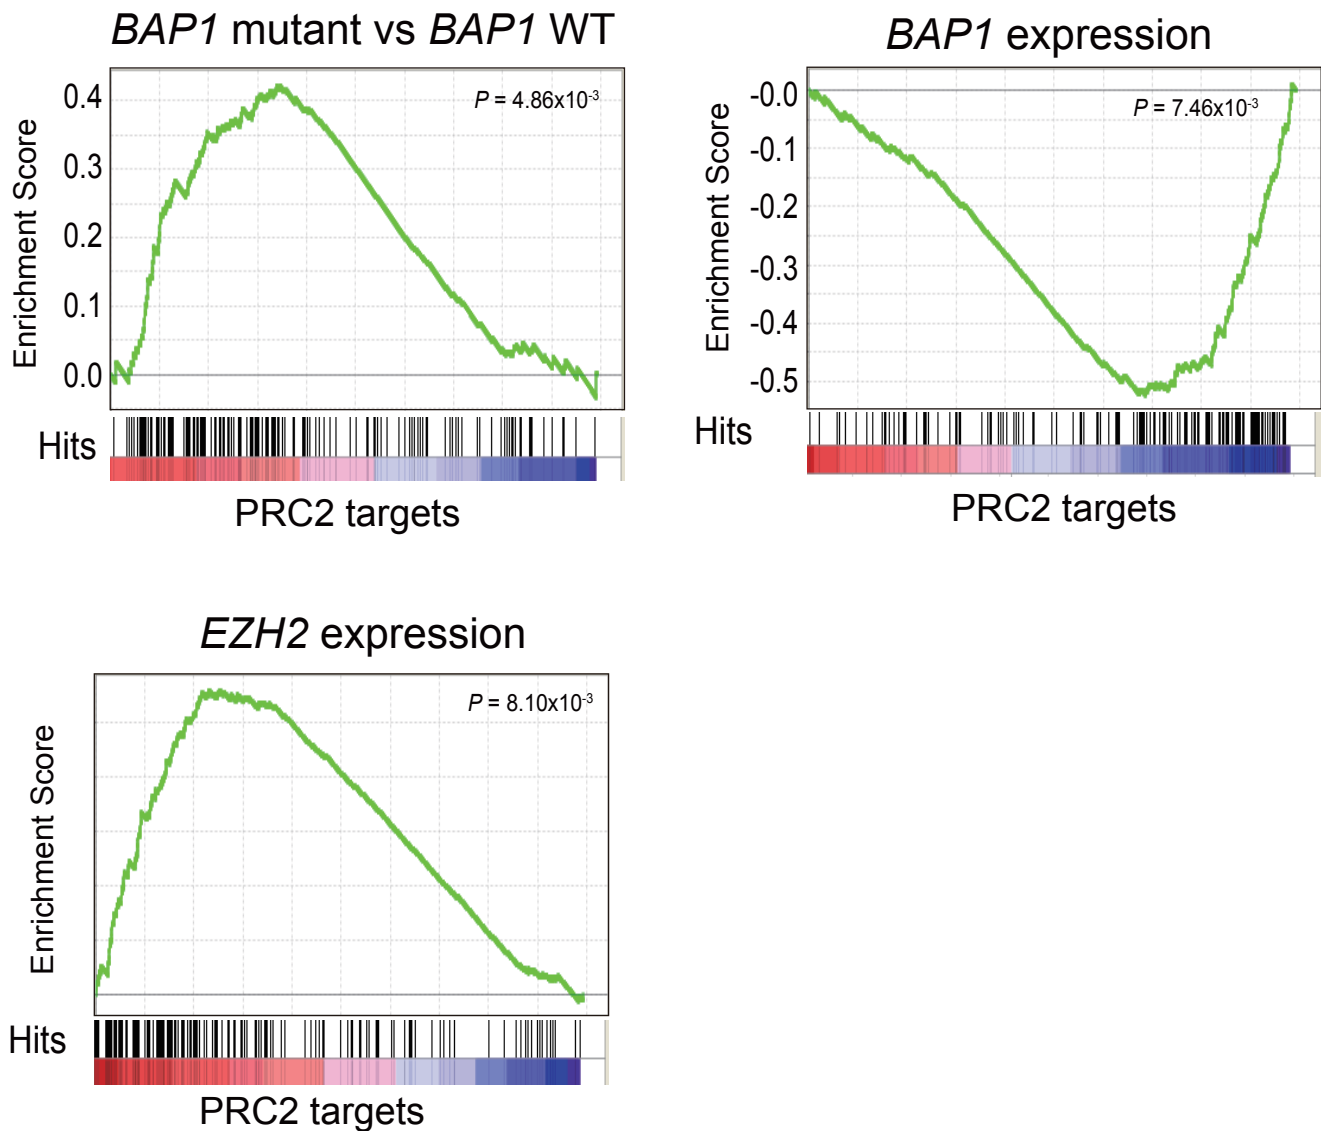 BAP1 mutant vs BAP1 WT
P = 4.86x10⁻³
Enrichment Score
0.4
0.3
0.2
0.1
0.0
Hits
PRC2 targets
BAP1 expression
P = 7.46x10⁻³
Enrichment Score
-0.0
-0.1
-0.2
-0.3
-0.4
-0.5
Hits
PRC2 targets
EZH2 expression
P = 8.10x10⁻³
Enrichment Score
Hits
PRC2 targets